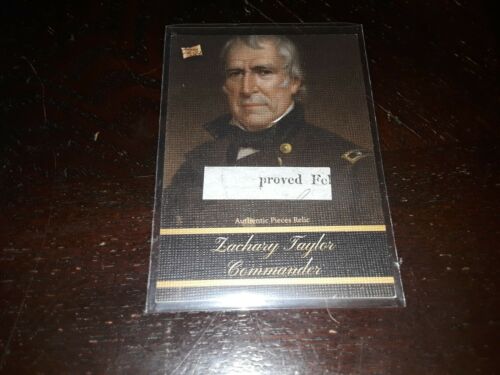 proved Fe
Authentic Pieces Relic
Zachary Taylor
Commander